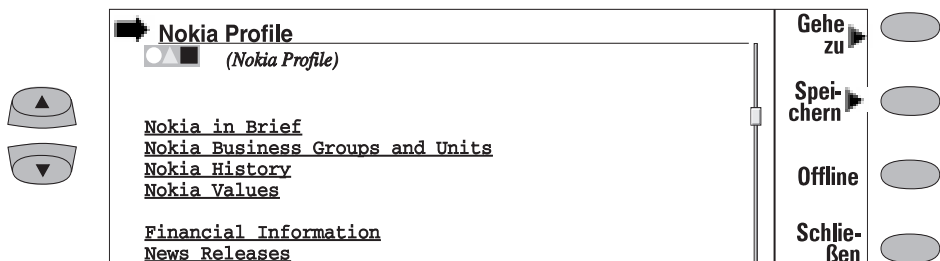 Nokia Profile
(Nokia Profile)
Nokia in Brief
Nokia Business Groups and Units
Nokia History
Nokia Values
Financial Information
News Releases
Gehe
zu
Spei-
chern
Offline
Schlie-
ßen